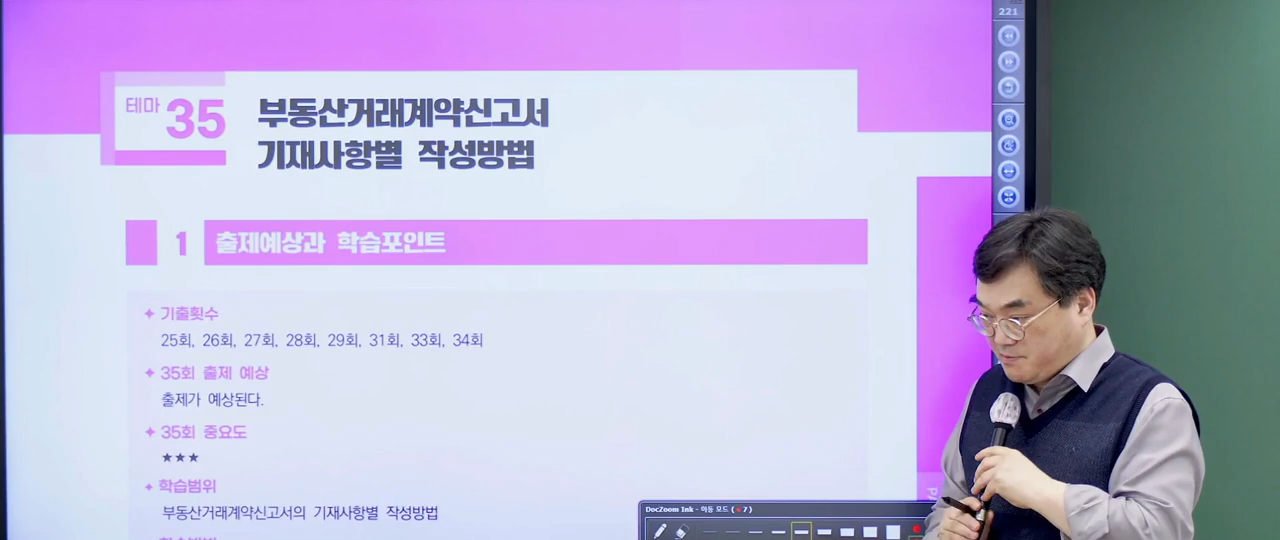 221
테마 35
부동산거래계약신고서
기재사항별 작성방법
1 출제예상과 학습포인트
✦ 기출횟수
25회, 26회, 27회, 28회, 29회, 31회, 33회, 34회
✦ 35회 출제 예상
출제가 예상된다.
✦ 35회 중요도
★★★
✦ 학습범위
부동산거래계약신고서의 기재사항별 작성방법
DocZoom Ink - 이동 모드 (♥7)